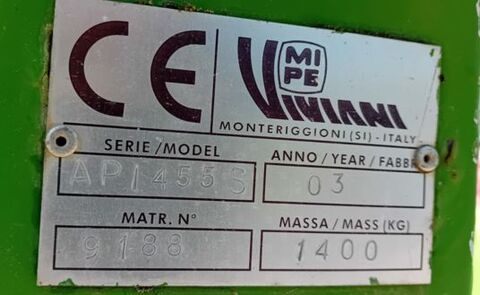 CE
MI
PE
VIVIANI
MONTERIGGIONI (SI) - ITALY
SERIE / MODEL
ANNO / YEAR / FABBR
API455S
03
MATR. N°
MASSA / MASS (KG)
9188
1400